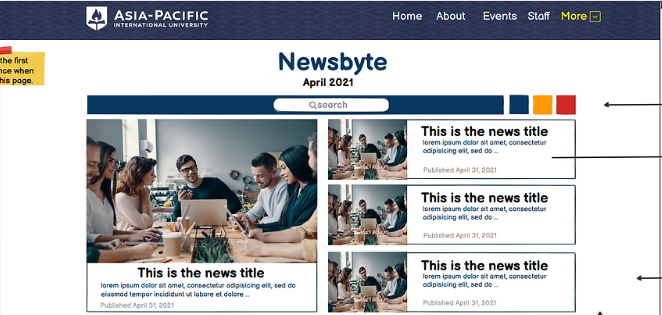 ASIA-PACIFIC
INTERNATIONAL UNIVERSITY
Home About Events Staff More
the first
nce when
his page.
Newsbyte
April 2021
search
This is the news title
lorem ipsum dolor sit amet, consectetur adipisicing elit, sed do
eiusmod tempor incididunt ut labore et dolore ...
Published April 31, 2021
This is the news title
lorem ipsum dolor sit amet, consectetur
adipisicing elit, sed do ...
Published April 31, 2021
This is the news title
lorem ipsum dolor sit amet, consectetur
adipisicing elit, sed do ...
Published April 31, 2021
This is the news title
lorem ipsum dolor sit amet, consectetur
adipisicing elit, sed do ...
Published April 31, 2021